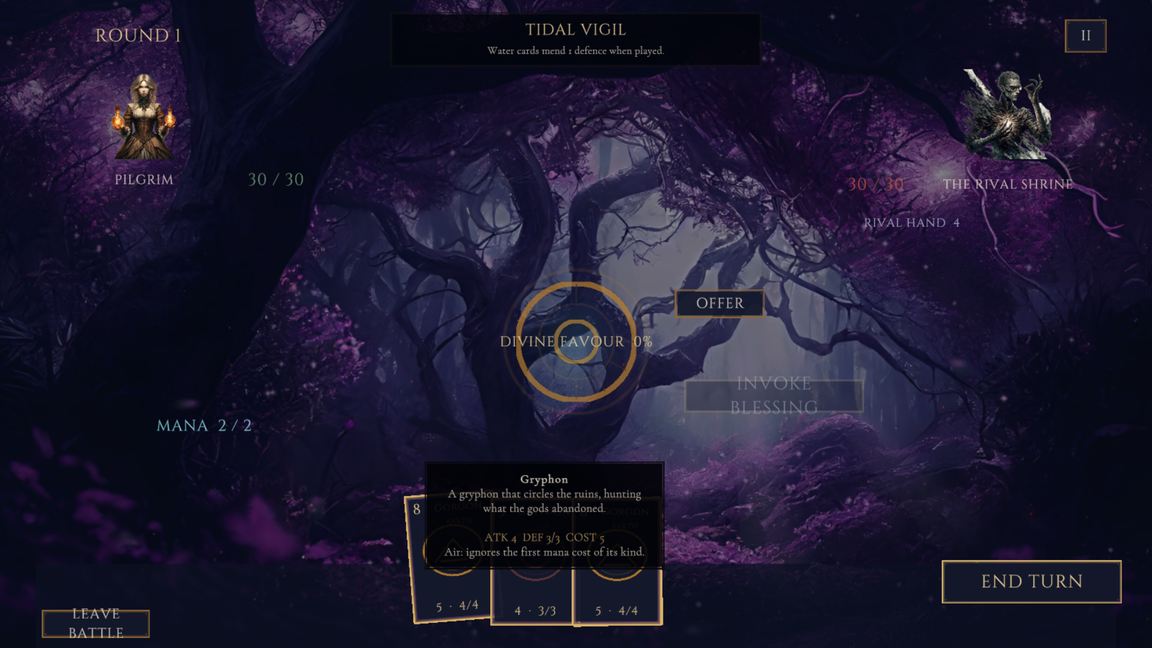 ROUND 1
TIDAL VIGIL
Water cards mend 1 defence when played.
II
PILGRIM
30 / 30
30 / 30
THE RIVAL SHRINE
RIVAL HAND 4
OFFER
DIVINE FAVOUR 0%
INVOKE
BLESSING
MANA 2 / 2
Gryphon
A gryphon that circles the ruins, hunting
what the gods abandoned.
ATK 4 DEF 3/3 COST 5
Air: ignores the first mana cost of its kind.
8
5 · 4/4
4 · 3/3
5 · 4/4
END TURN
LEAVE
BATTLE